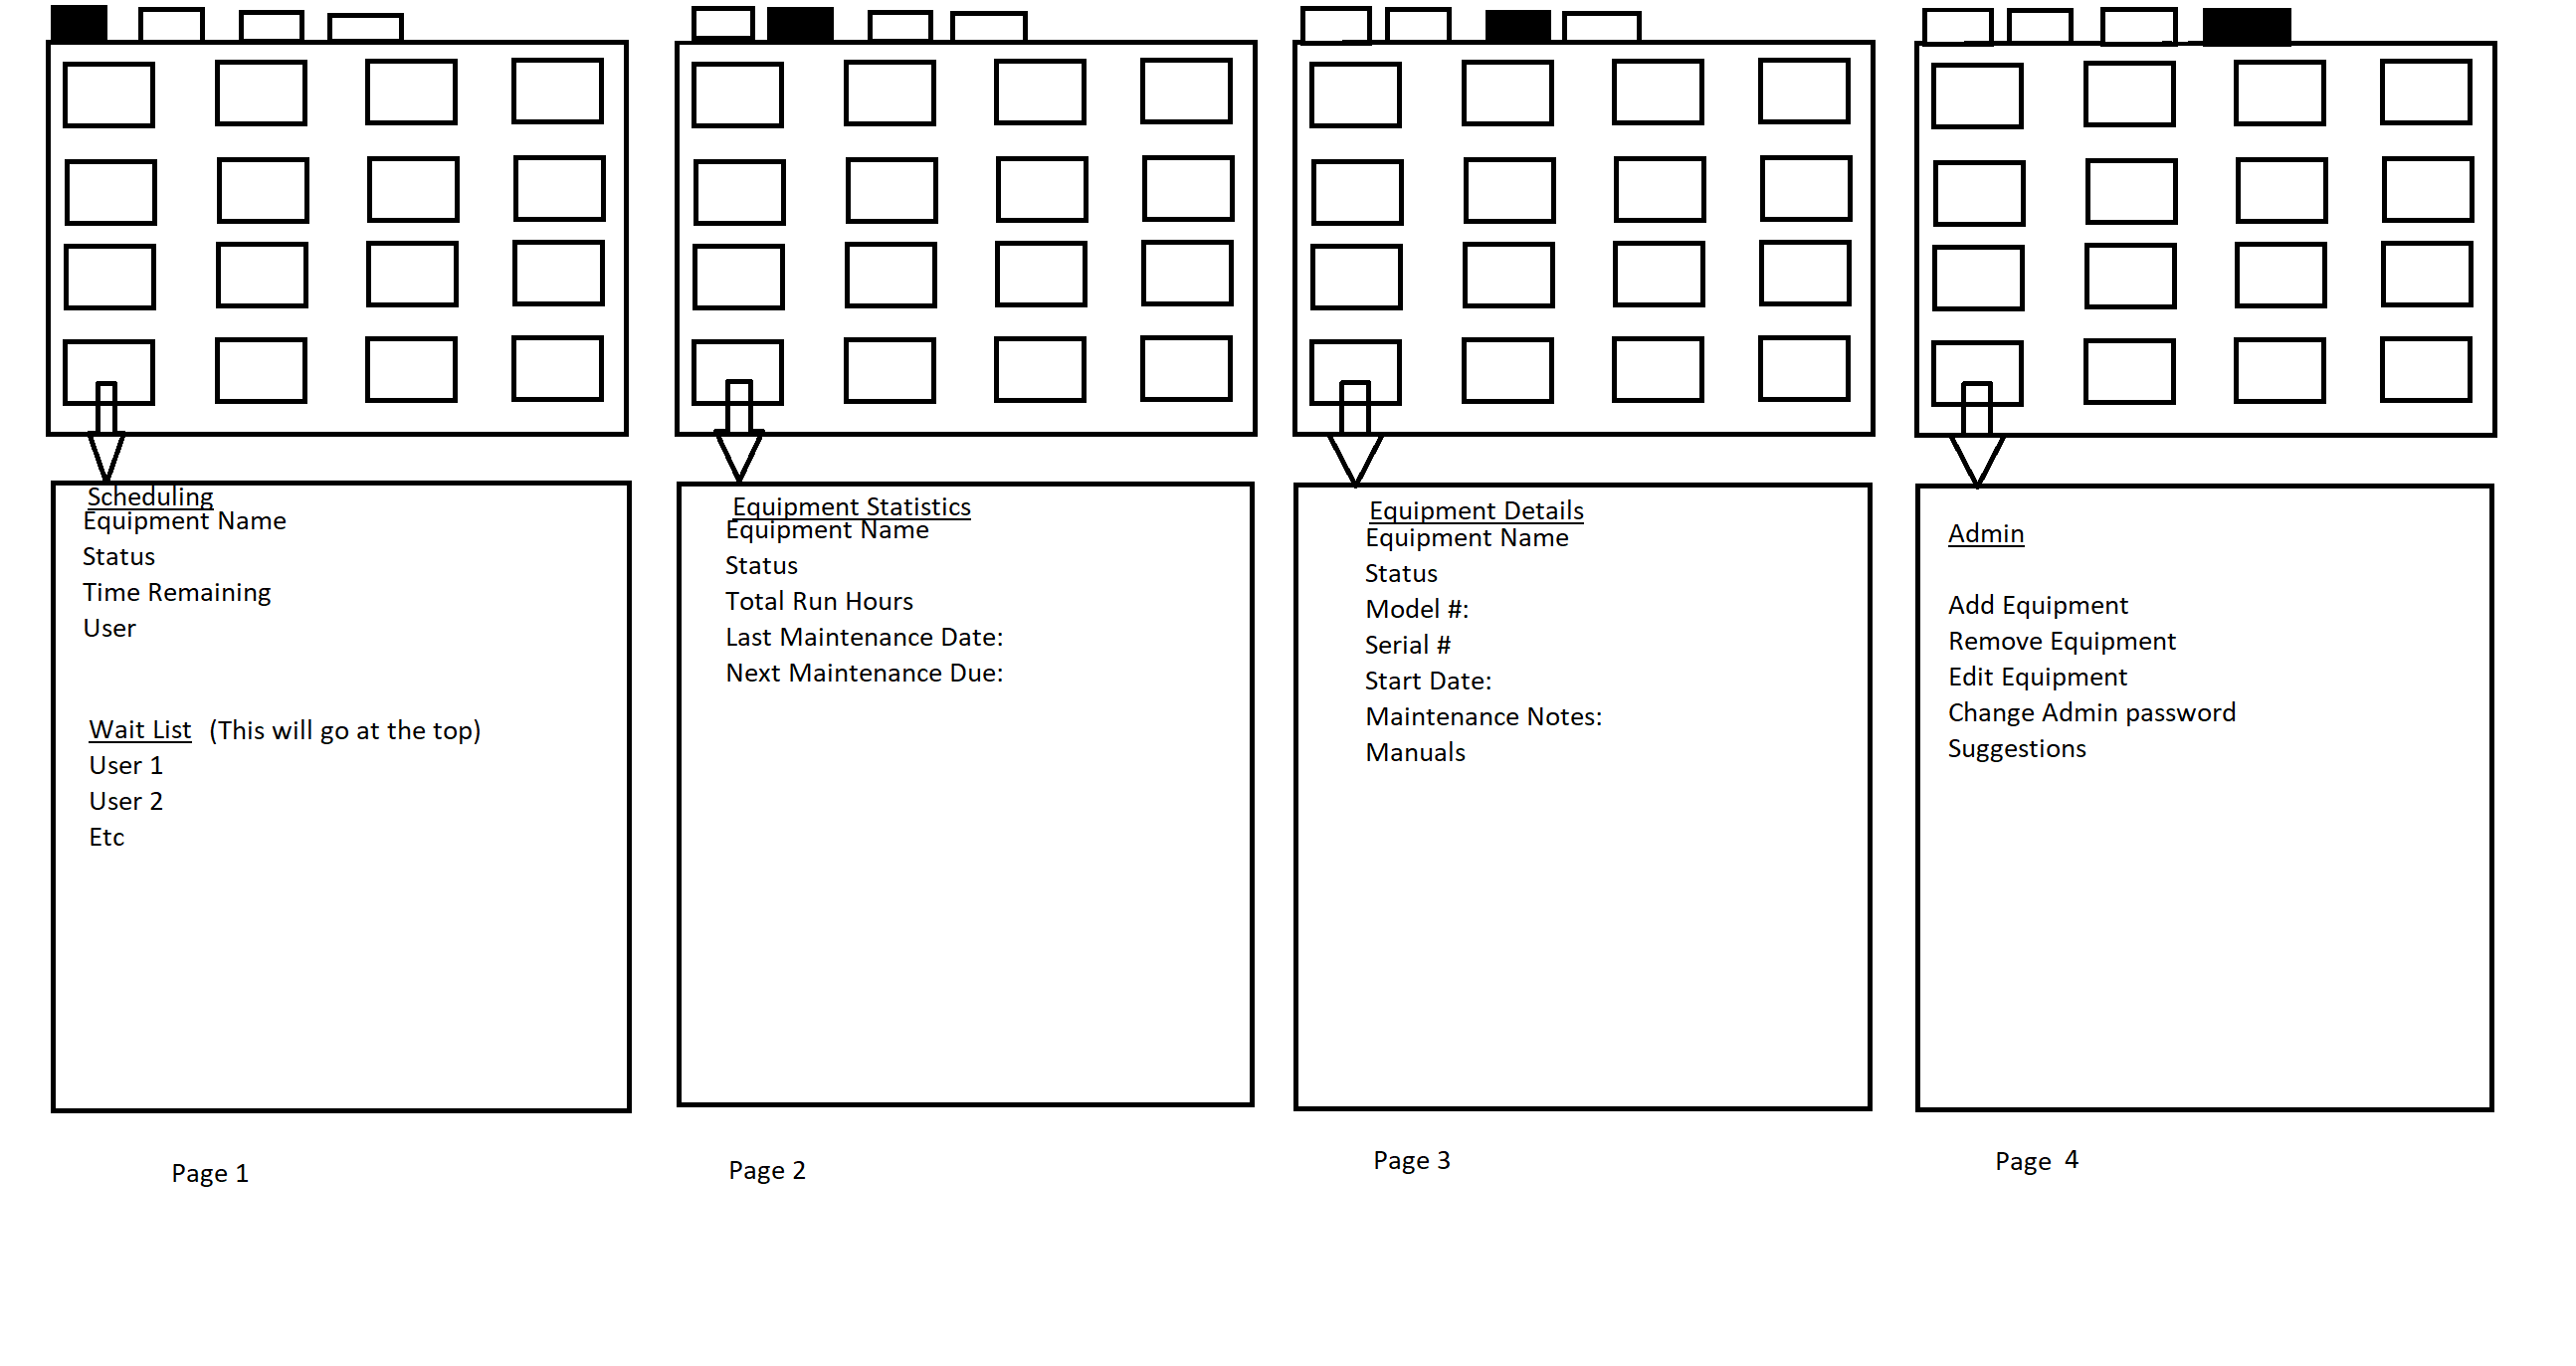 Scheduling
Equipment Name
Status
Time Remaining
User
Wait List (This will go at the top)
User 1
User 2
Etc
Page 1
Equipment Statistics
Equipment Name
Status
Total Run Hours
Last Maintenance Date:
Next Maintenance Due:
Page 2
Equipment Details
Equipment Name
Status
Model #:
Serial #
Start Date:
Maintenance Notes:
Manuals
Page 3
Admin
Add Equipment
Remove Equipment
Edit Equipment
Change Admin password
Suggestions
Page 4